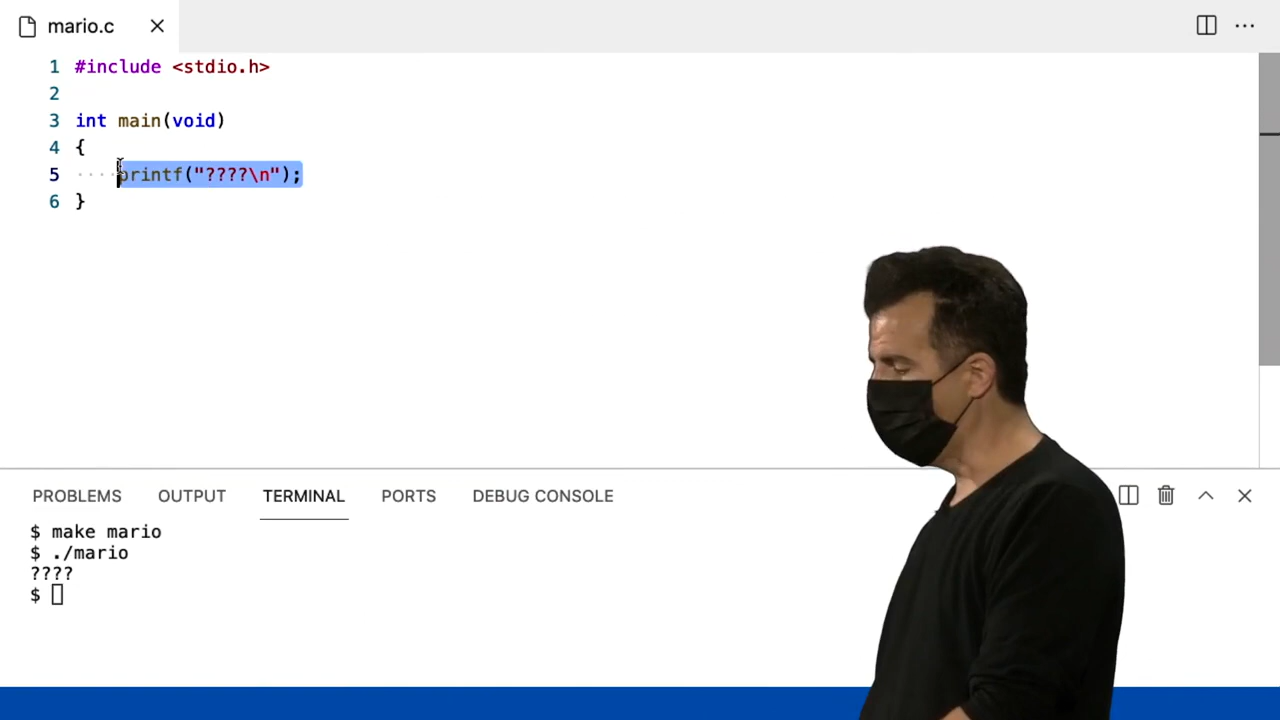 mario.c
1 #include <stdio.h>
2
3 int main(void)
4 {
5 ····printf("????\n");
6 }
PROBLEMS OUTPUT TERMINAL PORTS DEBUG CONSOLE
$ make mario
$ ./mario
????
$